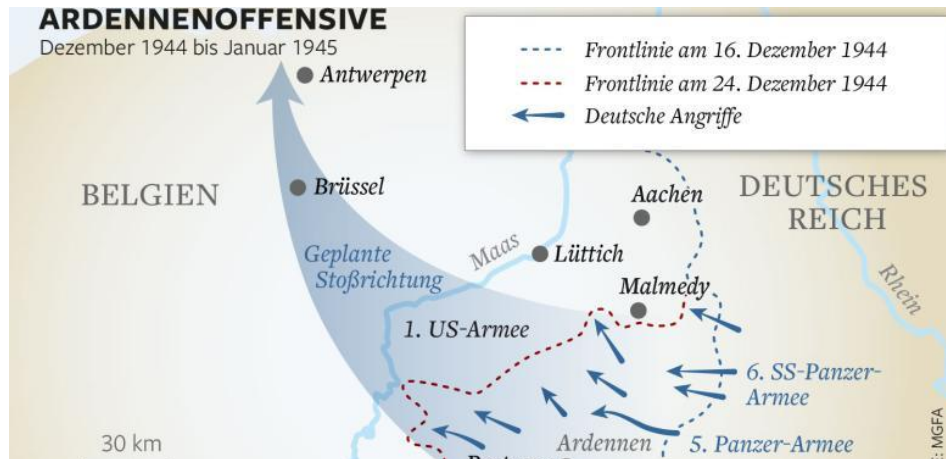 ARDENNENOFFENSIVE
Dezember 1944 bis Januar 1945
Frontlinie am 16. Dezember 1944
Frontlinie am 24. Dezember 1944
Deutsche Angriffe
Antwerpen
BELGIEN
Brüssel
Aachen
DEUTSCHES
REICH
Geplante
Stoßrichtung
Maas
Lüttich
Rhein
Malmedy
1. US-Armee
6. SS-Panzer-
Armee
30 km
Ardennen
5. Panzer-Armee
MGFA